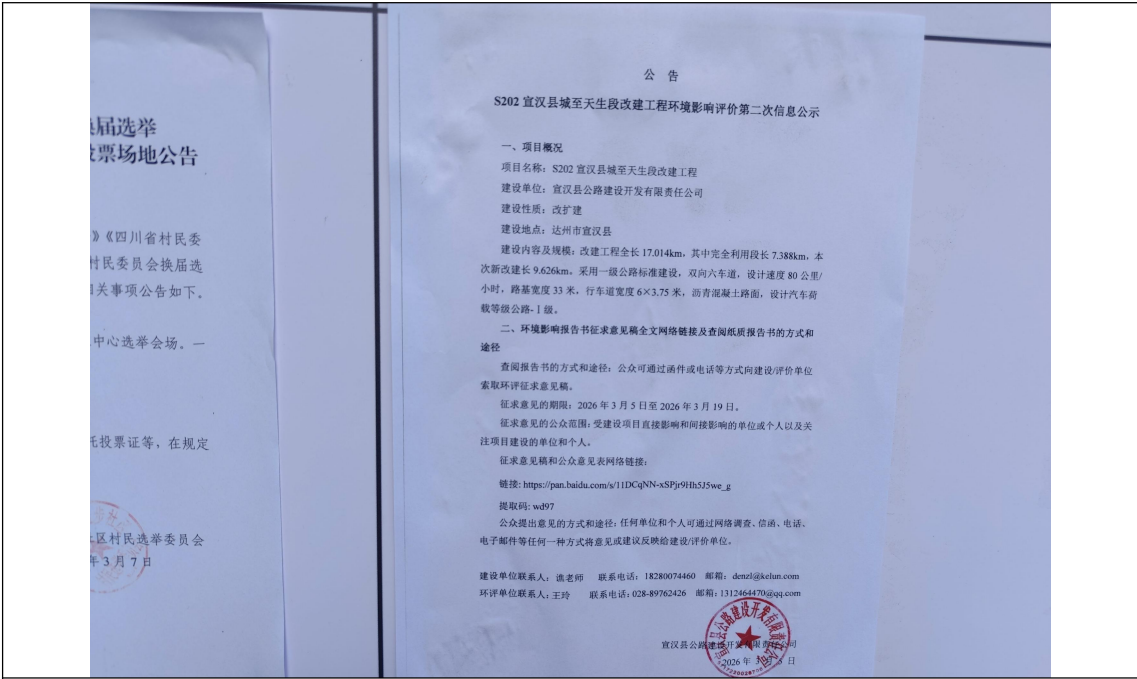 换届选举
投票场地公告
》《四川省村民委
村民委员会换届选
相关事项公告如下。
中心选举会场。一
托投票证等，在规定
区村民选举委员会
年 3 月 7 日
公 告
S202 宣汉县城至天生段改建工程环境影响评价第二次信息公示
一、项目概况
项目名称：S202 宣汉县城至天生段改建工程
建设单位：宣汉县公路建设开发有限责任公司
建设性质：改扩建
建设地点：达州市宣汉县
建设内容及规模：改建工程全长 17.014km，其中完全利用段长 7.388km，本
次新改建长 9.626km。采用一级公路标准建设，双向六车道，设计速度 80 公里/
小时，路基宽度 33 米，行车道宽度 6×3.75 米，沥青混凝土路面，设计汽车荷
载等级公路-Ⅰ级。
二、环境影响报告书征求意见稿全文网络链接及查阅纸质报告书的方式和
途径
查阅报告书的方式和途径：公众可通过函件或电话等方式向建设/评价单位
索取环评征求意见稿。
征求意见的期限：2026 年 3 月 5 日至 2026 年 3 月 19 日。
征求意见的公众范围：受建设项目直接影响和间接影响的单位或个人以及关
注项目建设的单位和个人。
征求意见稿和公众意见表网络链接：
链接: https://pan.baidu.com/s/11DCqNN-xSPjr9Hh5J5we_g
提取码: wd97
公众提出意见的方式和途径：任何单位和个人可通过网络调查、信函、电话、
电子邮件等任何一种方式将意见或建议反映给建设/评价单位。
建设单位联系人：谯老师 联系电话：18280074460 邮箱：denzl@kelun.com
环评单位联系人：王玲 联系电话：028-89762426 邮箱：1312464470@qq.com
宣汉县公路建设开发有限责任公司
2026 年 3 月 5 日